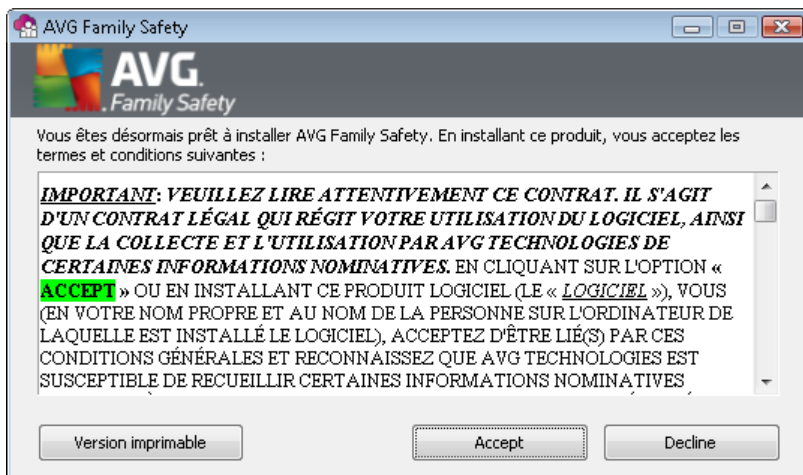 AVG Family Safety
AVG.
Family Safety
Vous êtes désormais prêt à installer AVG Family Safety. En installant ce produit, vous acceptez les
termes et conditions suivantes :
IMPORTANT: VEUILLEZ LIRE ATTENTIVEMENT CE CONTRAT. IL S'AGIT
D'UN CONTRAT LÉGAL QUI RÉGIT VOTRE UTILISATION DU LOGICIEL, AINSI
QUE LA COLLECTE ET L'UTILISATION PAR AVG TECHNOLOGIES DE
CERTAINES INFORMATIONS NOMINATIVES. EN CLIQUANT SUR L'OPTION «
ACCEPT » OU EN INSTALLANT CE PRODUIT LOGICIEL (LE « LOGICIEL »), VOUS
(EN VOTRE NOM PROPRE ET AU NOM DE LA PERSONNE SUR L'ORDINATEUR DE
LAQUELLE EST INSTALLÉ LE LOGICIEL), ACCEPTEZ D'ÊTRE LIÉ(S) PAR CES
CONDITIONS GÉNÉRALES ET RECONNAISSEZ QUE AVG TECHNOLOGIES EST
SUSCEPTIBLE DE RECUEILLIR CERTAINES INFORMATIONS NOMINATIVES
Version imprimable
Accept
Decline